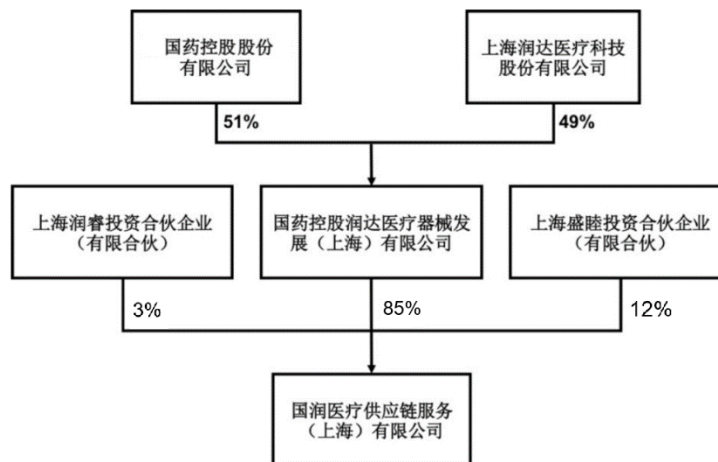 国药控股股份
有限公司
上海润达医疗科技
股份有限公司
51%
49%
上海润睿投资合伙企业
（有限合伙）
国药控股润达医疗器械发
展（上海）有限公司
上海盛睦投资合伙企业
（有限合伙）
3%
85%
12%
国润医疗供应链服务
（上海）有限公司